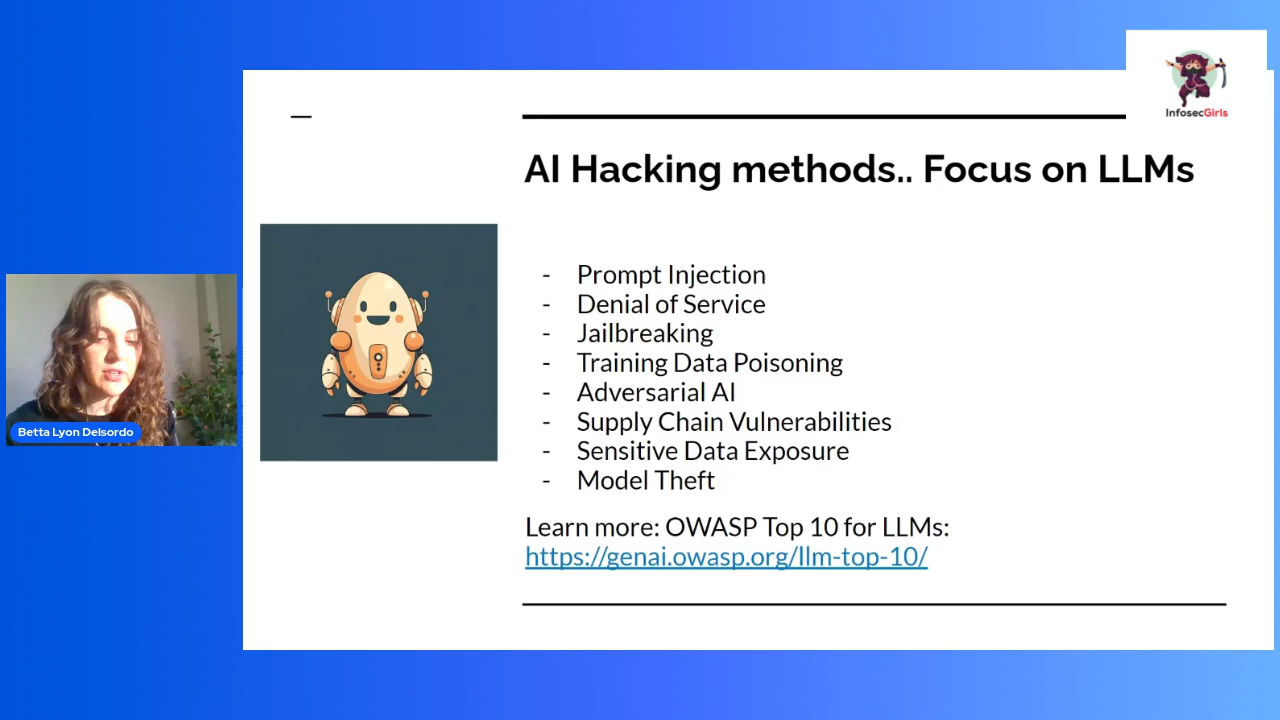 InfosecGirls
AI Hacking methods.. Focus on LLMs
- Prompt Injection
- Denial of Service
- Jailbreaking
- Training Data Poisoning
- Adversarial AI
- Supply Chain Vulnerabilities
- Sensitive Data Exposure
- Model Theft
Learn more: OWASP Top 10 for LLMs:
https://genai.owasp.org/llm-top-10/
Betta Lyon Delsordo